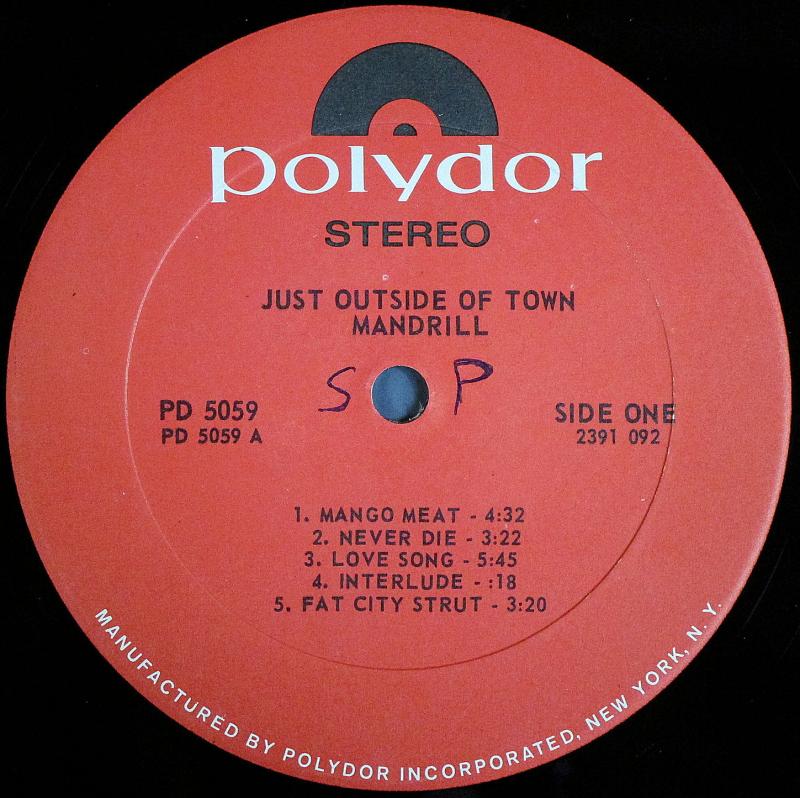 polydor
STEREO
JUST OUTSIDE OF TOWN
MANDRILL
S P
PD 5059
PD 5059 A
SIDE ONE
2391 092
1. MANGO MEAT - 4:32
2. NEVER DIE - 3:22
3. LOVE SONG - 5:45
4. INTERLUDE - :18
5. FAT CITY STRUT - 3:20
MANUFACTURED BY POLYDOR INCORPORATED, NEW YORK, N.Y.